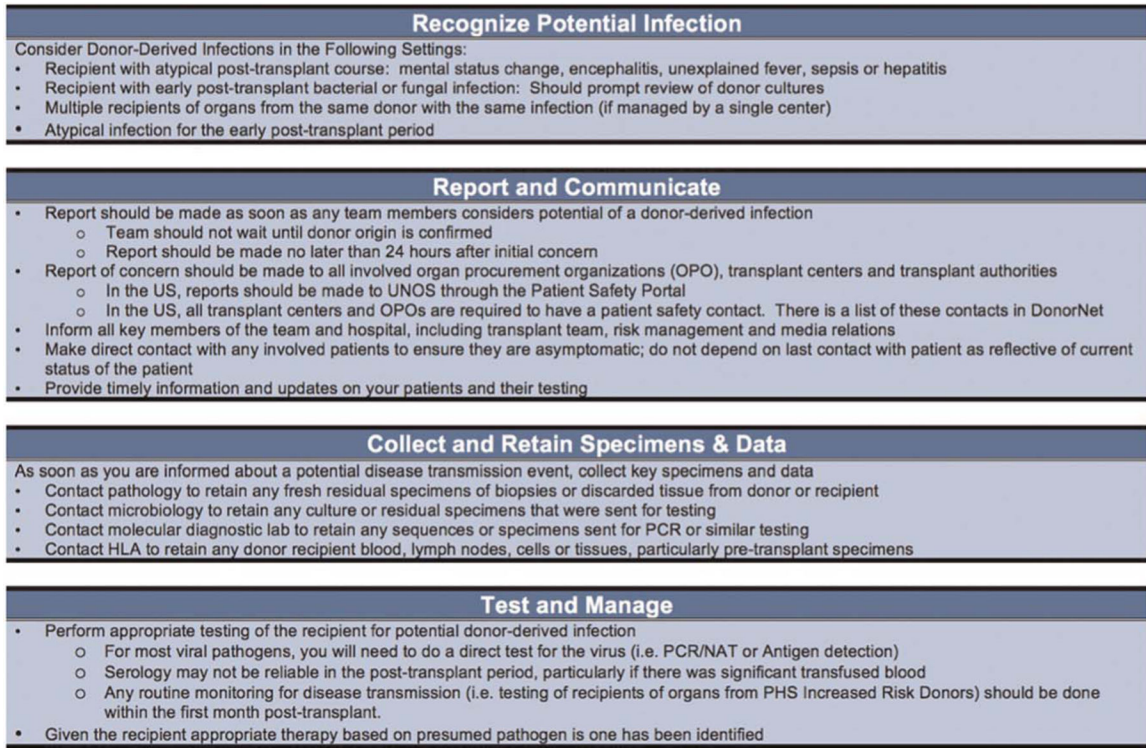 Recognize Potential Infection
Consider Donor-Derived Infections in the Following Settings:
• Recipient with atypical post-transplant course: mental status change, encephalitis, unexplained fever, sepsis or hepatitis
• Recipient with early post-transplant bacterial or fungal infection: Should prompt review of donor cultures
• Multiple recipients of organs from the same donor with the same infection (if managed by a single center)
• Atypical infection for the early post-transplant period
Report and Communicate
• Report should be made as soon as any team members considers potential of a donor-derived infection
o Team should not wait until donor origin is confirmed
o Report should be made no later than 24 hours after initial concern
• Report of concern should be made to all involved organ procurement organizations (OPO), transplant centers and transplant authorities
o In the US, reports should be made to UNOS through the Patient Safety Portal
o In the US, all transplant centers and OPOs are required to have a patient safety contact. There is a list of these contacts in DonorNet
• Inform all key members of the team and hospital, including transplant team, risk management and media relations
• Make direct contact with any involved patients to ensure they are asymptomatic; do not depend on last contact with patient as reflective of current
status of the patient
• Provide timely information and updates on your patients and their testing
Collect and Retain Specimens & Data
As soon as you are informed about a potential disease transmission event, collect key specimens and data
• Contact pathology to retain any fresh residual specimens of biopsies or discarded tissue from donor or recipient
• Contact microbiology to retain any culture or residual specimens that were sent for testing
• Contact molecular diagnostic lab to retain any sequences or specimens sent for PCR or similar testing
• Contact HLA to retain any donor recipient blood, lymph nodes, cells or tissues, particularly pre-transplant specimens
Test and Manage
• Perform appropriate testing of the recipient for potential donor-derived infection
o For most viral pathogens, you will need to do a direct test for the virus (i.e. PCR/NAT or Antigen detection)
o Serology may not be reliable in the post-transplant period, particularly if there was significant transfused blood
o Any routine monitoring for disease transmission (i.e. testing of recipients of organs from PHS Increased Risk Donors) should be done
within the first month post-transplant.
• Given the recipient appropriate therapy based on presumed pathogen is one has been identified